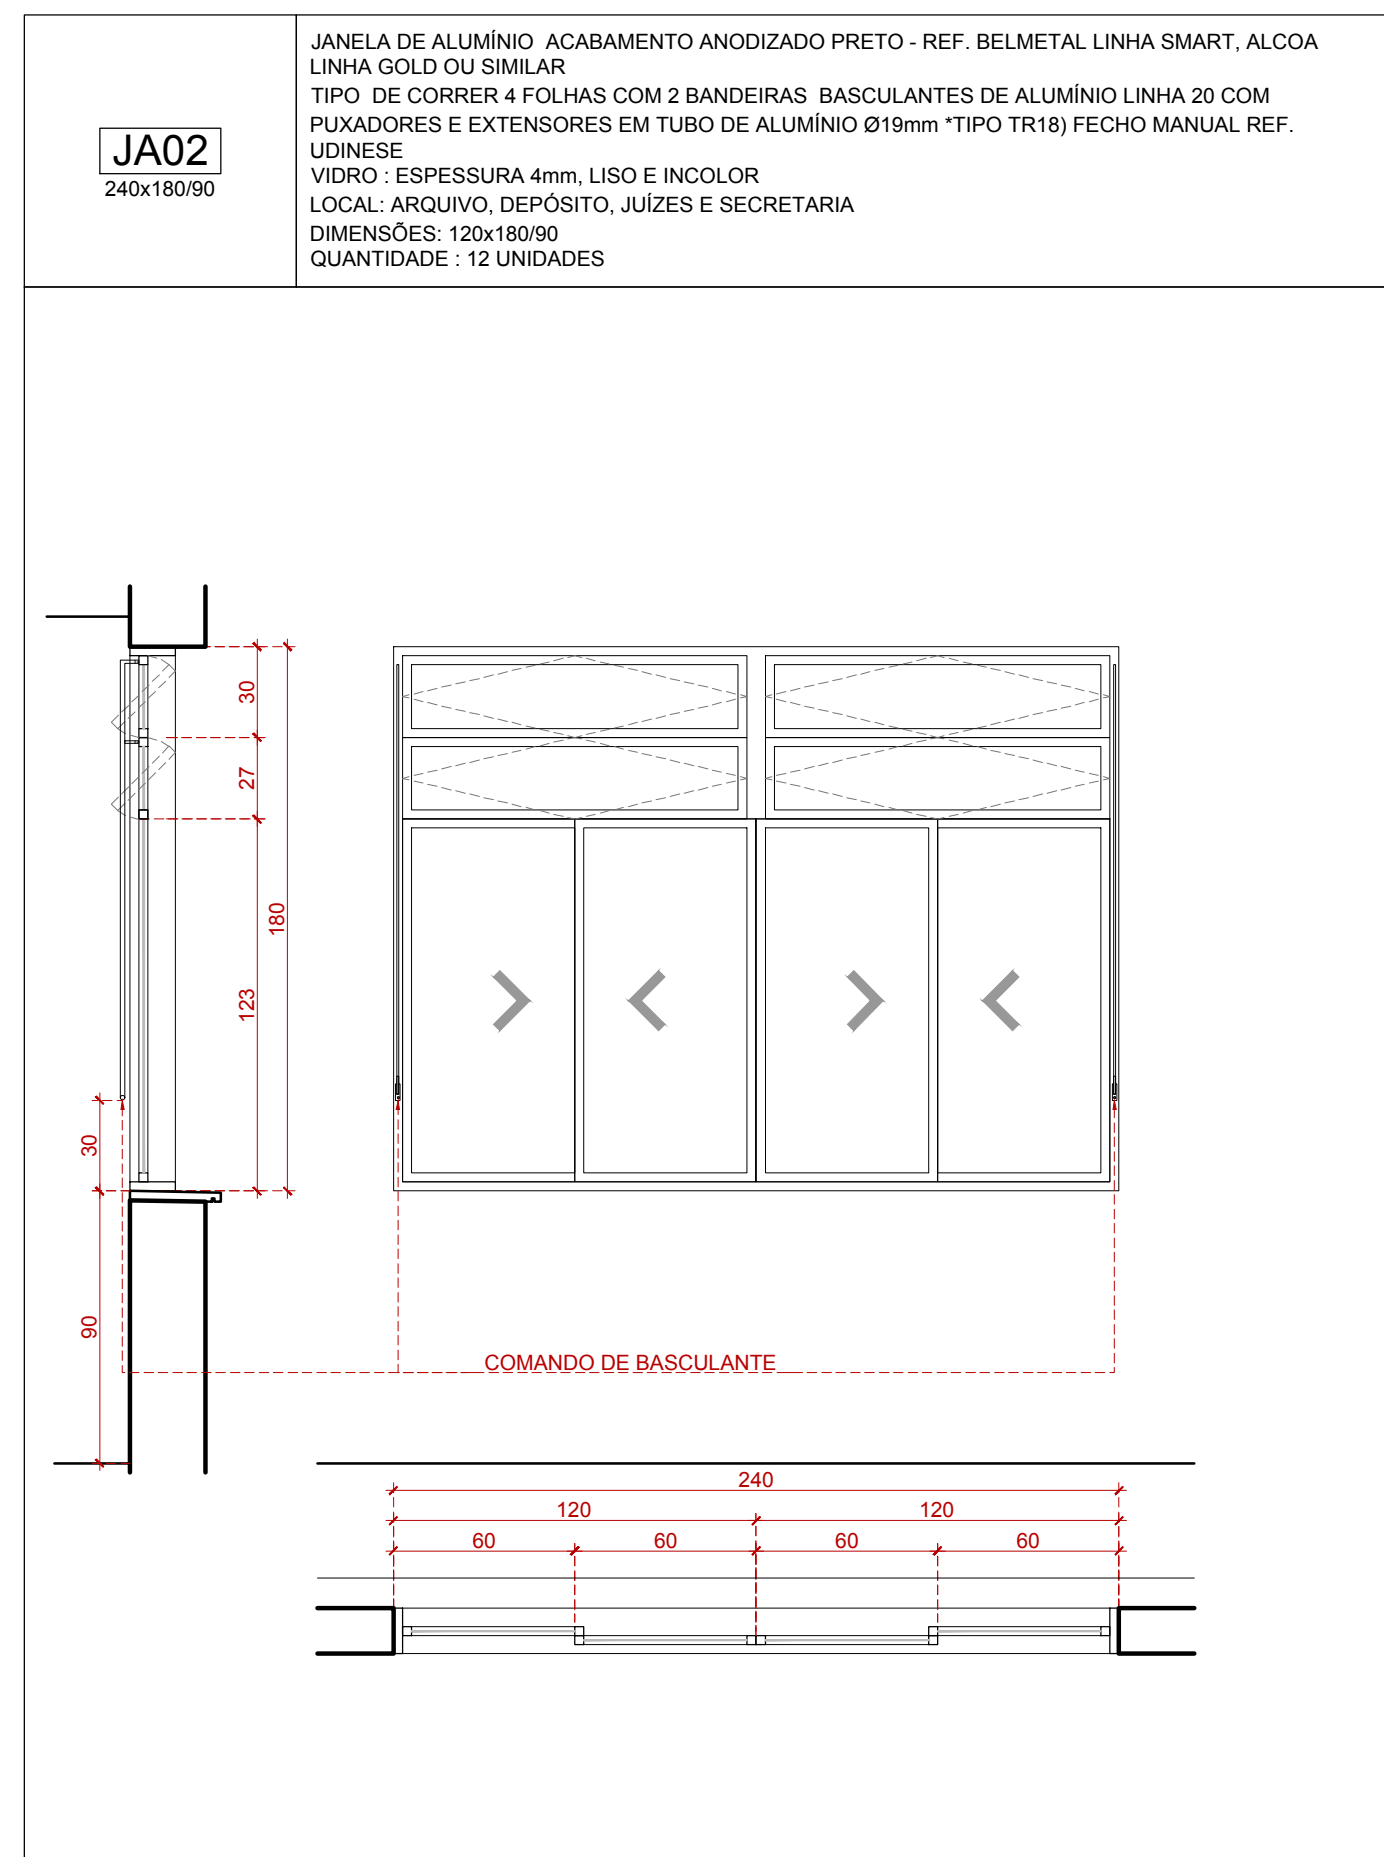 JA02
240x180/90
JANELA DE ALUMÍNIO ACABAMENTO ANODIZADO PRETO - REF. BELMETAL LINHA SMART, ALCOA
LINHA GOLD OU SIMILAR
TIPO DE CORRER 4 FOLHAS COM 2 BANDEIRAS BASCULANTES DE ALUMÍNIO LINHA 20 COM
PUXADORES E EXTENSORES EM TUBO DE ALUMÍNIO Ø19mm *TIPO TR18) FECHO MANUAL REF.
UDINESE
VIDRO : ESPESSURA 4mm, LISO E INCOLOR
LOCAL: ARQUIVO, DEPÓSITO, JUÍZES E SECRETARIA
DIMENSÕES: 120x180/90
QUANTIDADE : 12 UNIDADES
30
27
180
123
30
90
COMANDO DE BASCULANTE
240
120 120
60 60 60 60